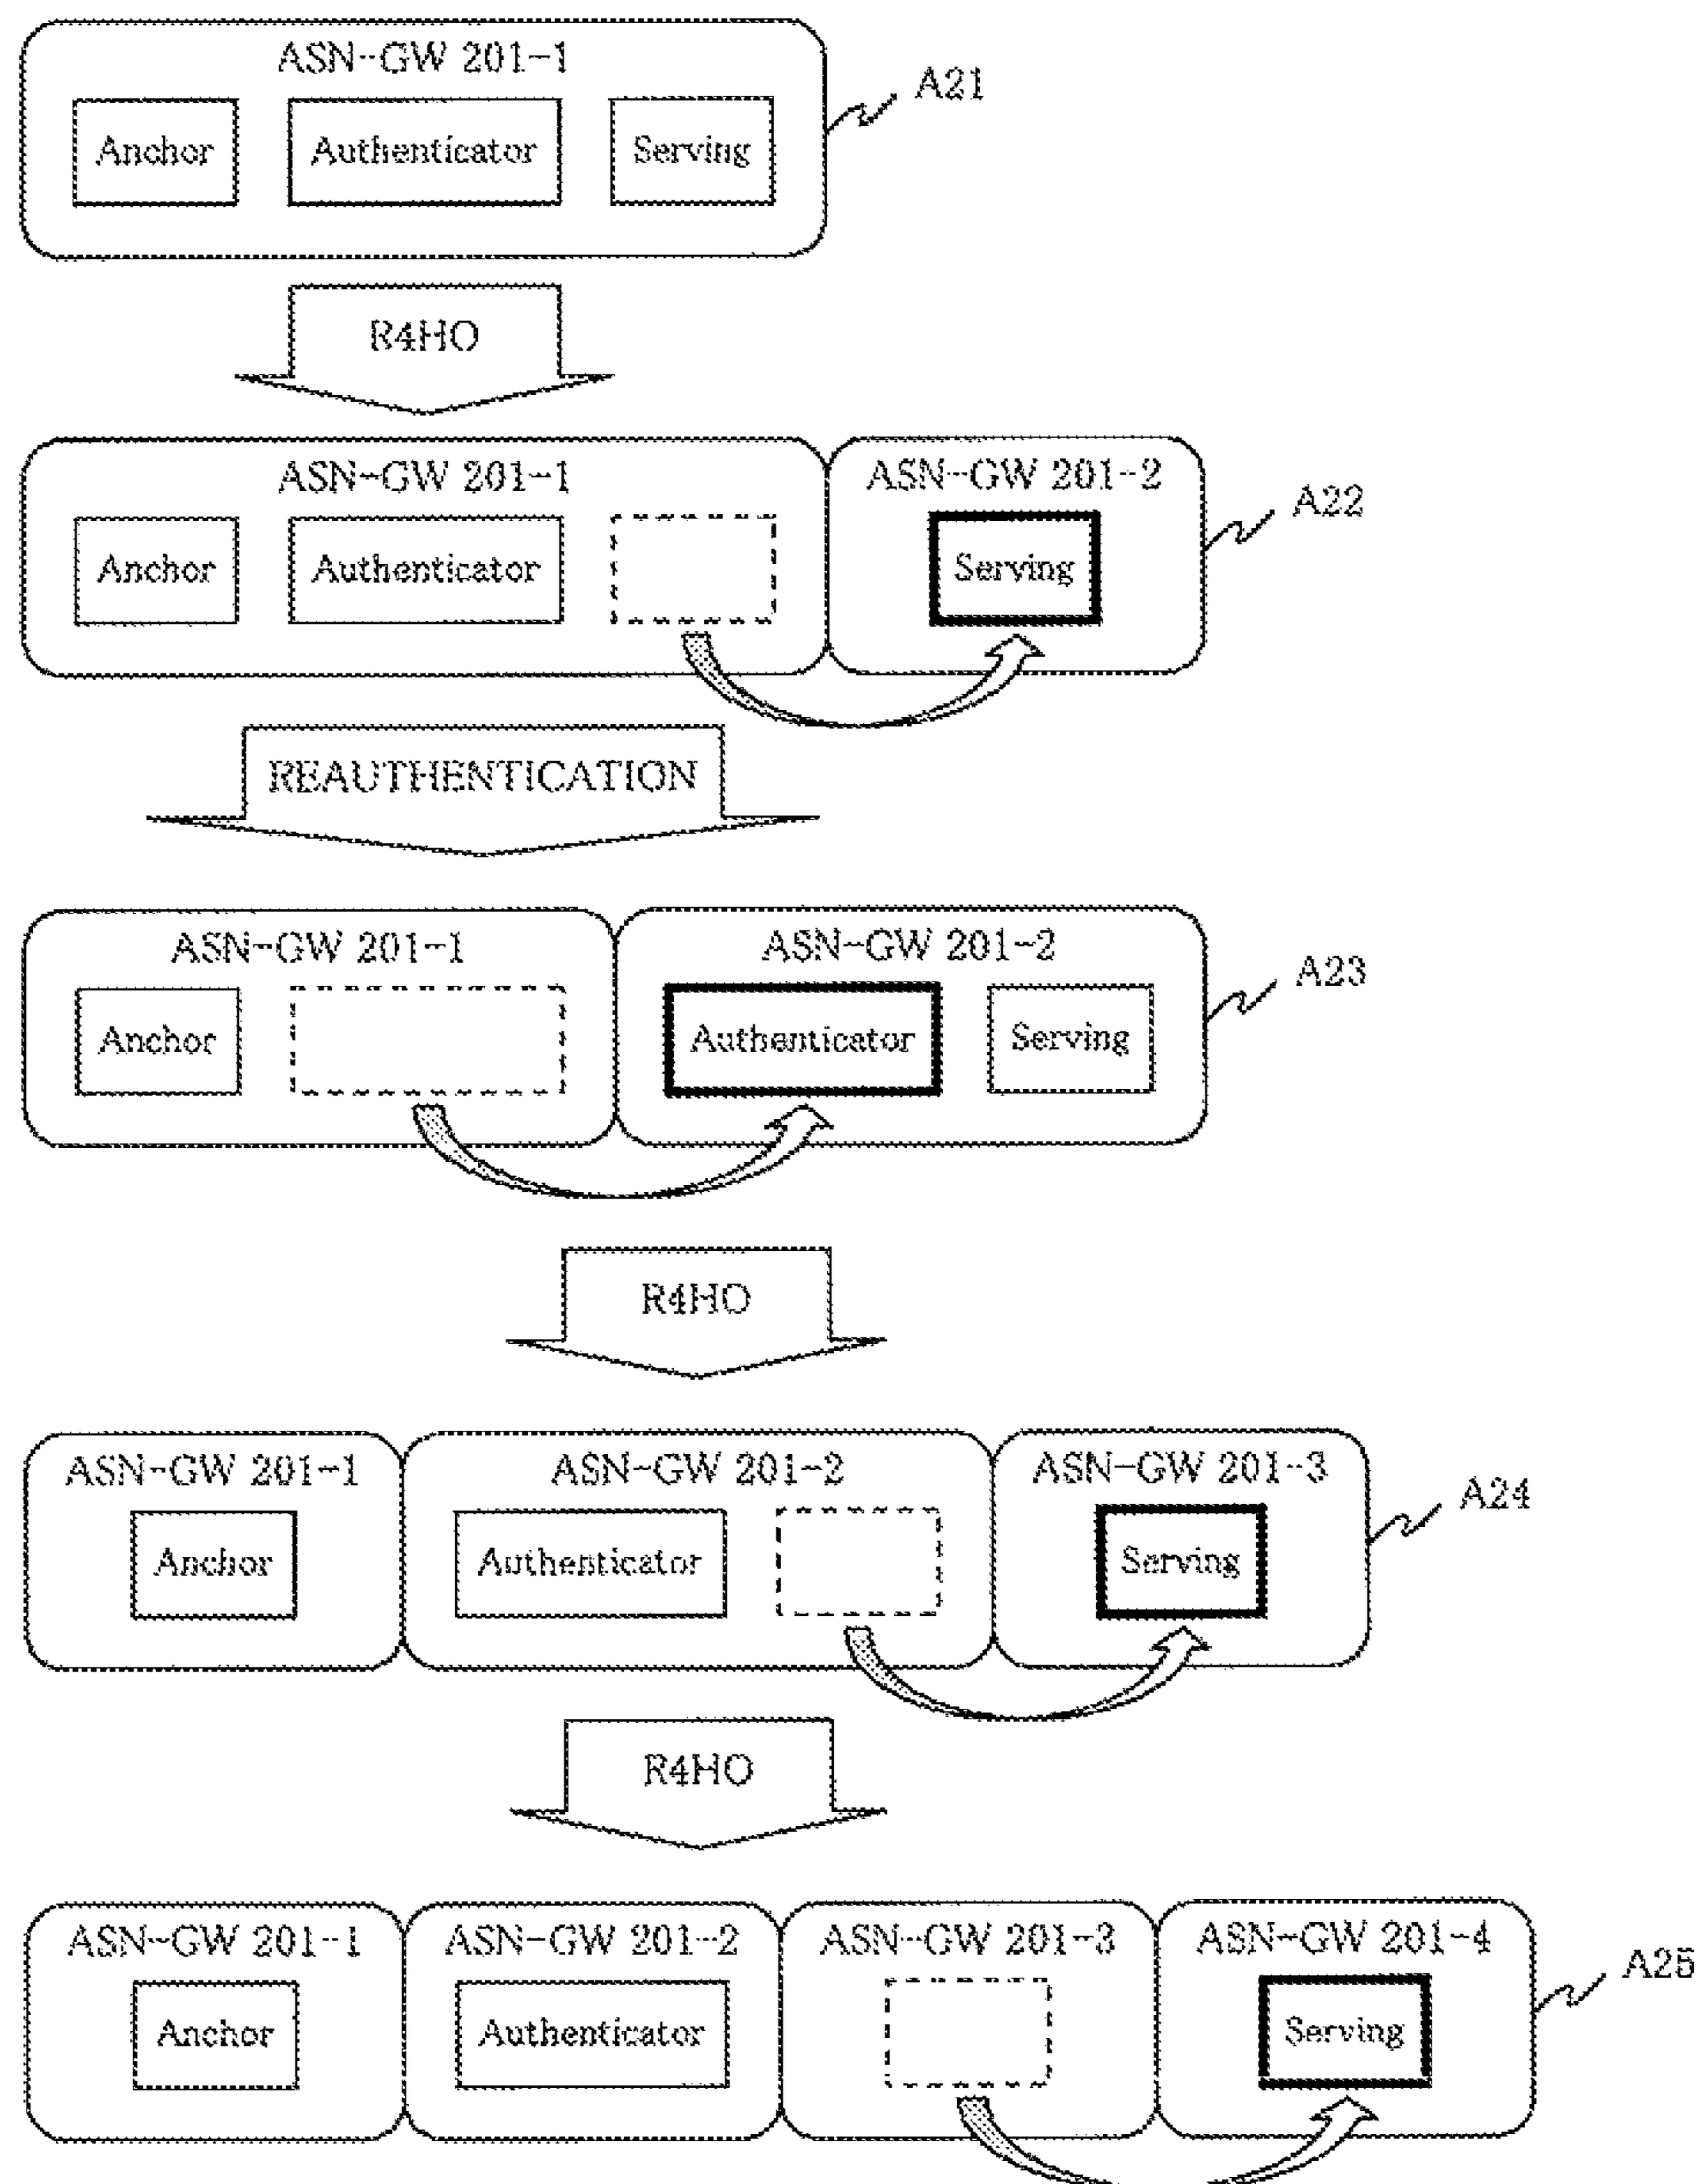 ASN-GW 201-1
A21
Anchor
Authenticator
Serving
R4HO
ASN-GW 201-1
ASN-GW 201-2
A22
Anchor
Authenticator
Serving
REAUTHENTICATION
ASN-GW 201-1
ASN-GW 201-2
A23
Anchor
Authenticator
Serving
R4HO
ASN-GW 201-1
ASN-GW 201-2
ASN-GW 201-3
A24
Anchor
Authenticator
Serving
R4HO
ASN-GW 201-1
ASN-GW 201-2
ASN-GW 201-3
ASN-GW 201-4
A25
Anchor
Authenticator
Serving